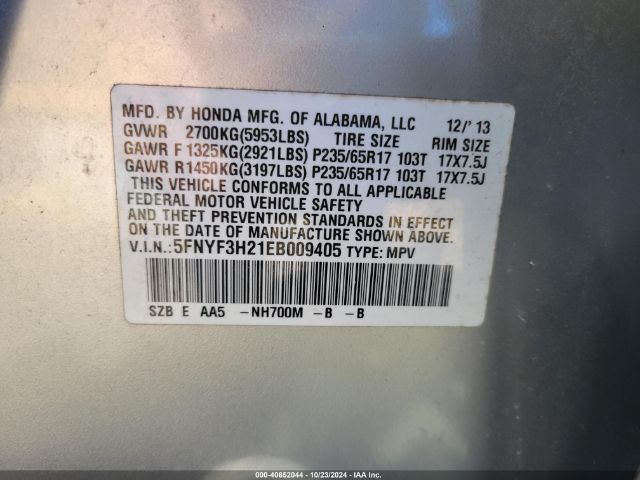 MFD. BY HONDA MFG. OF ALABAMA, LLC 12/' 13
GVWR 2700KG(5953LBS) TIRE SIZE RIM SIZE
GAWR F 1325KG(2921LBS) P235/65R17 103T 17X7.5J
GAWR R1450KG(3197LBS) P235/65R17 103T 17X7.5J
THIS VEHICLE CONFORMS TO ALL APPLICABLE
FEDERAL MOTOR VEHICLE SAFETY
AND THEFT PREVENTION STANDARDS IN EFFECT
ON THE DATE OF MANUFACTURE SHOWN ABOVE.
V.I.N.:5FNYF3H21EB009405 TYPE: MPV
SZB E AA5 -NH700M -B -B
000-40652044 | 10/23/2024 | IAA Inc.